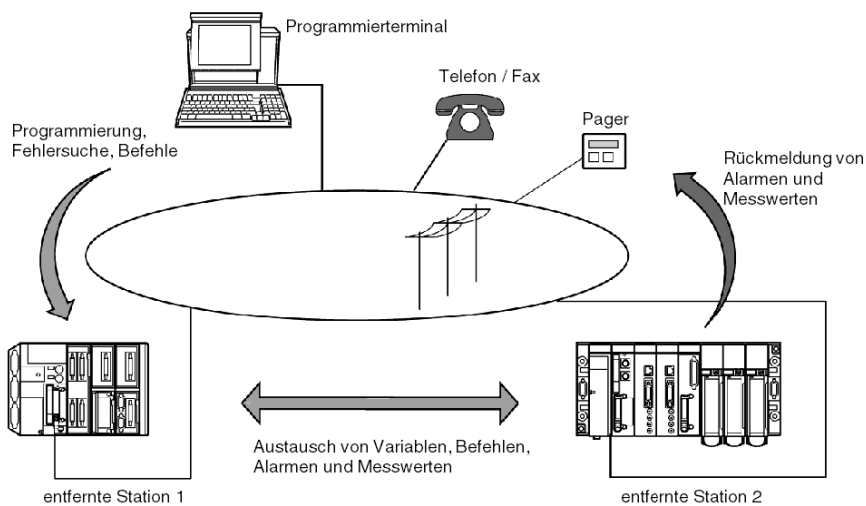 Programmierterminal
Telefon / Fax
Pager
Programmierung,
Fehlersuche, Befehle
Rückmeldung von
Alarmen und
Messwerten
Austausch von Variablen, Befehlen,
Alarmen und Messwerten
entfernte Station 1
entfernte Station 2